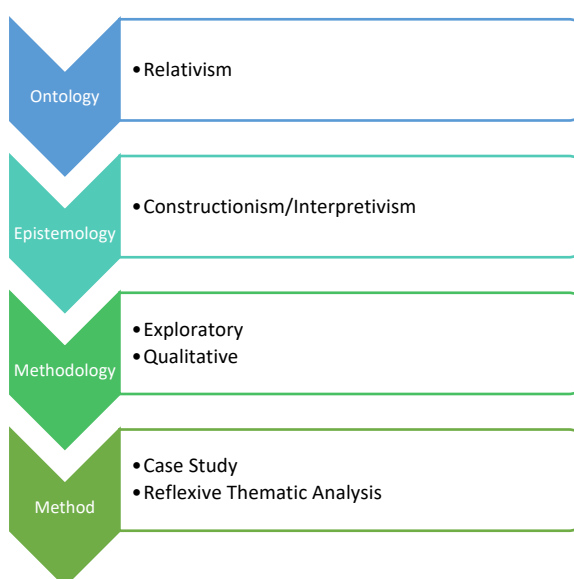 Ontology
•Relativism
Epistemology
•Constructionism/Interpretivism
Methodology
•Exploratory
•Qualitative
Method
•Case Study
•Reflexive Thematic Analysis